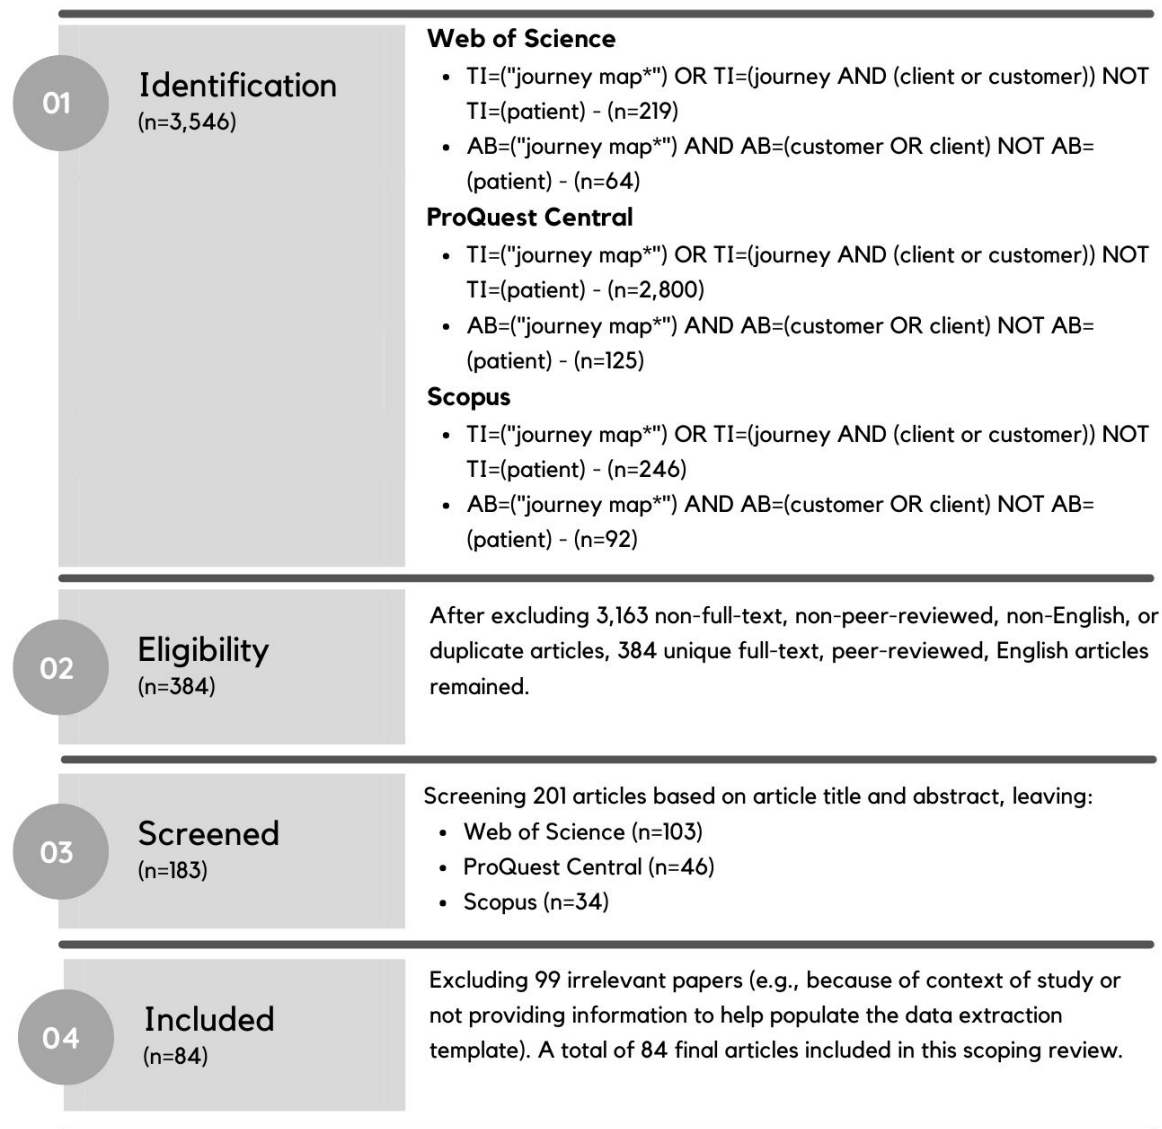 01
Identification
(n=3,546)
Web of Science
• TI=("journey map*") OR TI=(journey AND (client or customer)) NOT
TI=(patient) - (n=219)
• AB=("journey map*") AND AB=(customer OR client) NOT AB=
(patient) - (n=64)
ProQuest Central
• TI=("journey map*") OR TI=(journey AND (client or customer)) NOT
TI=(patient) - (n=2,800)
• AB=("journey map*") AND AB=(customer OR client) NOT AB=
(patient) - (n=125)
Scopus
• TI=("journey map*") OR TI=(journey AND (client or customer)) NOT
TI=(patient) - (n=246)
• AB=("journey map*") AND AB=(customer OR client) NOT AB=
(patient) - (n=92)
02
Eligibility
(n=384)
After excluding 3,163 non-full-text, non-peer-reviewed, non-English, or
duplicate articles, 384 unique full-text, peer-reviewed, English articles
remained.
03
Screened
(n=183)
Screening 201 articles based on article title and abstract, leaving:
• Web of Science (n=103)
• ProQuest Central (n=46)
• Scopus (n=34)
04
Included
(n=84)
Excluding 99 irrelevant papers (e.g., because of context of study or
not providing information to help populate the data extraction
template). A total of 84 final articles included in this scoping review.